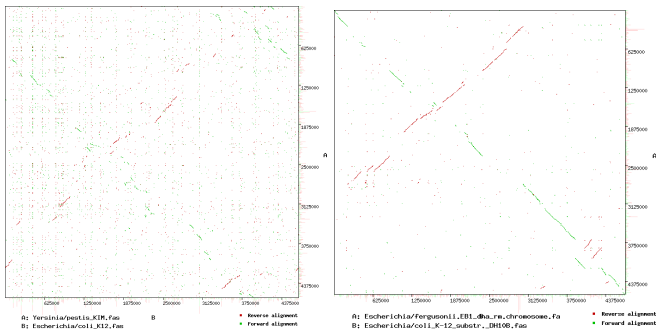 625000
1250000
1875000
2500000
3125000
3750000
4375000
A
625000 1250000 1875000 2500000 3125000 3750000 4375000
A: Yersinia/pestis_KIM.fas B
B: Escherichia/coli_K12.fas
Reverse alignment
Forward alignment
625000
1250000
1875000
2500000
3125000
3750000
4375000
A
625000 1250000 1875000 2500000 3125000 3750000 4375000
A: Escherichia/fergusonii_EB1_dna_rm.chromosome.fa
B: Escherichia/coli_K-12_substr._DH10B.fas
Reverse alignment
Forward alignment